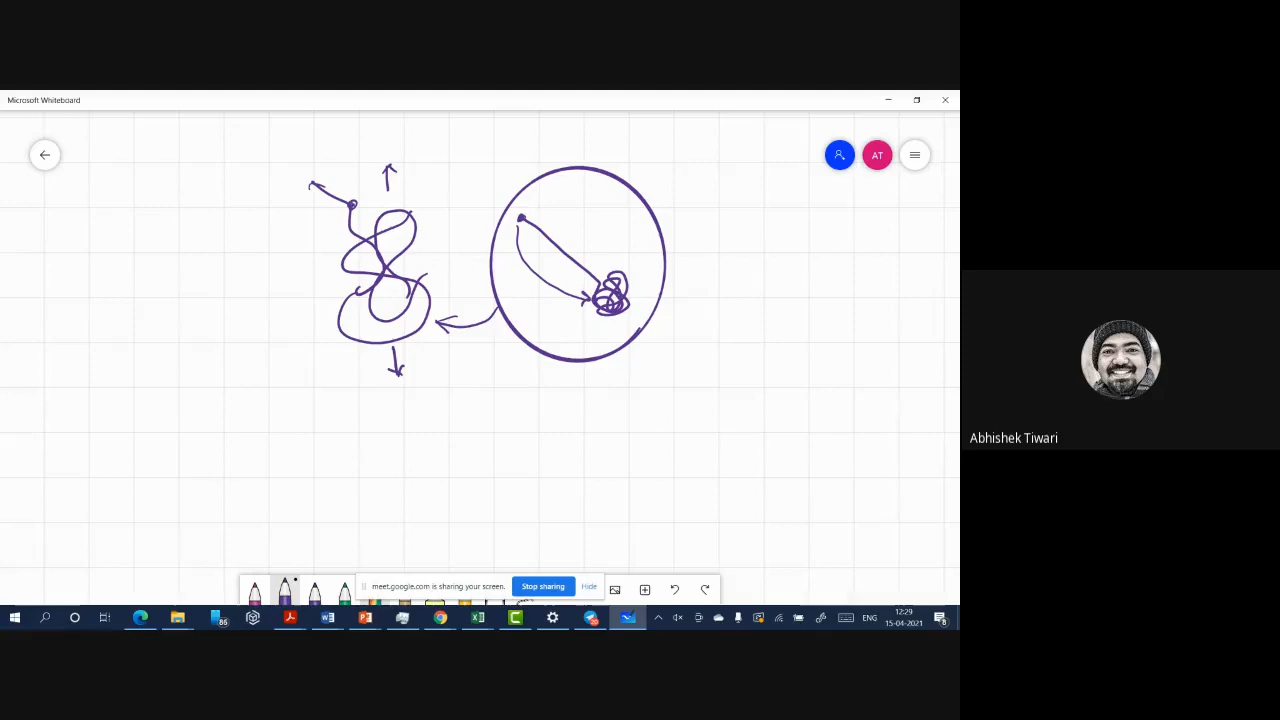 Microsoft Whiteboard
AT
Abhishek Tiwari
meet.google.com is sharing your screen.
Stop sharing
Hide
86
ENG
12:29
15-04-2021